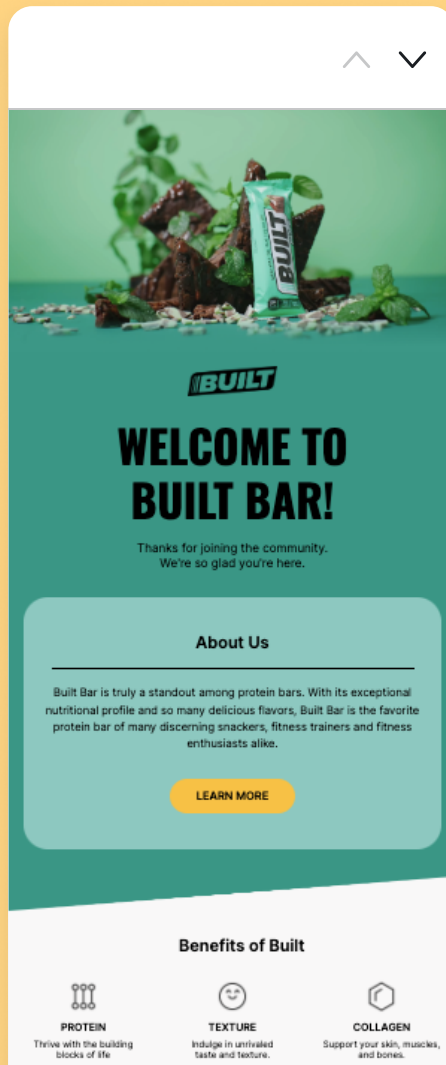 BUILT
BUILT
WELCOME TO
BUILT BAR!
Thanks for joining the community.
We're so glad you're here.
About Us
Built Bar is truly a standout among protein bars. With its exceptional
nutritional profile and so many delicious flavors, Built Bar is the favorite
protein bar of many discerning snackers, fitness trainers and fitness
enthusiasts alike.
LEARN MORE
Benefits of Built
PROTEIN TEXTURE COLLAGEN
Thrive with the building Indulge in unrivaled Support your skin, muscles,
blocks of life taste and texture. and bones.